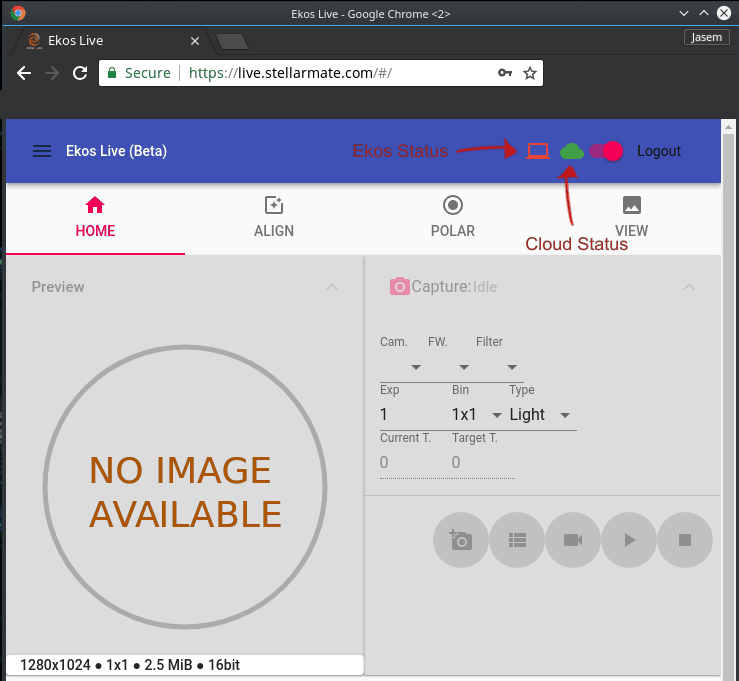 Ekos Live - Google Chrome <2>
Ekos Live
Jasem
Secure https://live.stellarmate.com/#/
Ekos Live (Beta)
Ekos Status
Logout
HOME
ALIGN
POLAR
VIEW
Cloud Status
Preview
Capture: Idle
NO IMAGE
AVAILABLE
Cam. FW. Filter
Exp Bin Type
1 1x1 Light
Current T. Target T.
0 0
1280x1024 ● 1x1 ● 2.5 MiB ● 16bit